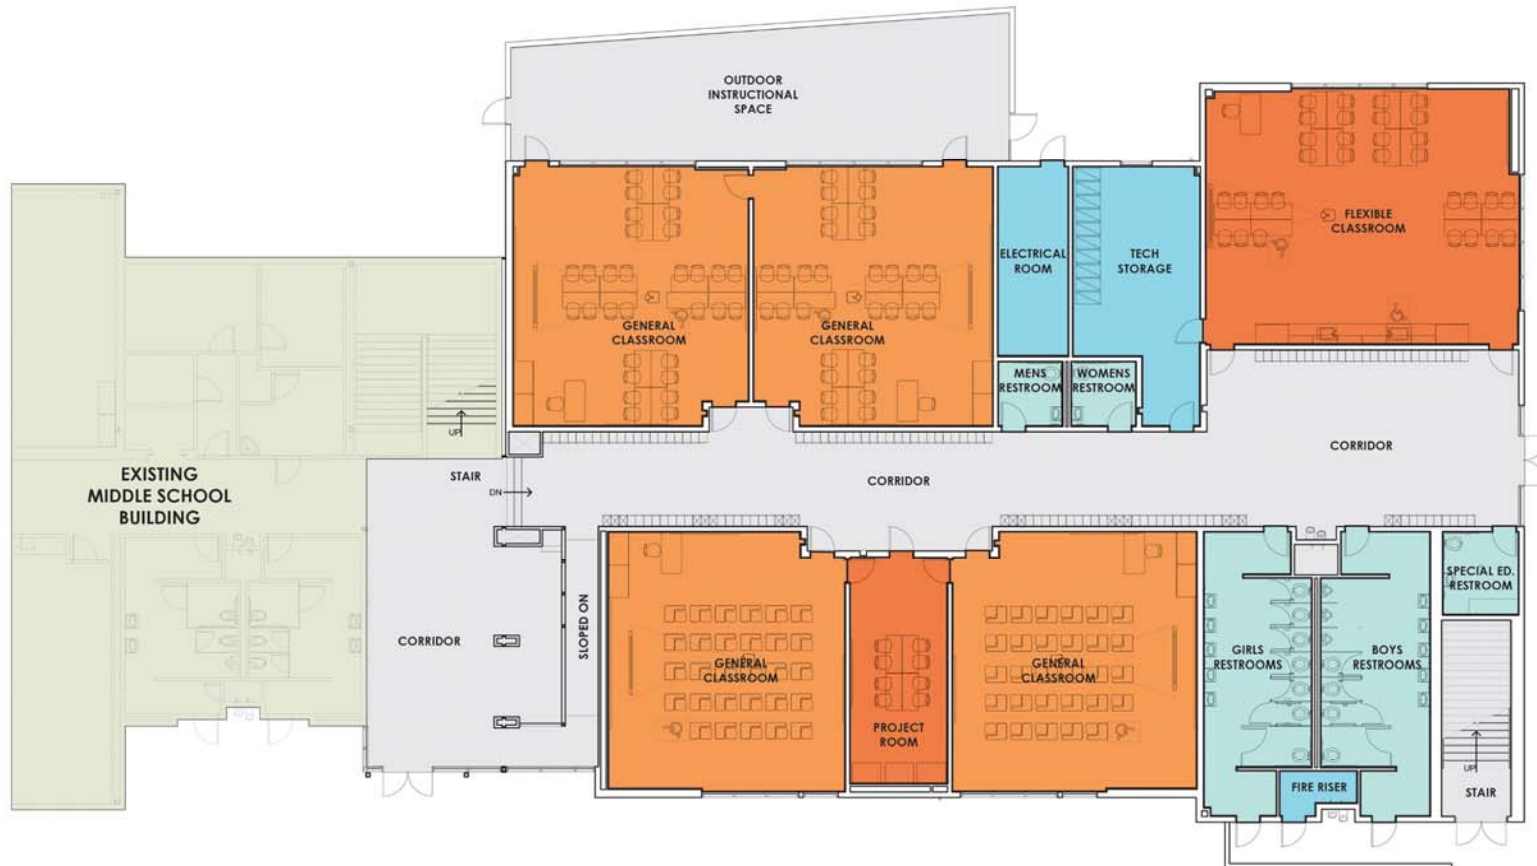 OUTDOOR
INSTRUCTIONAL
SPACE
FLEXIBLE
CLASSROOM
ELECTRICAL
ROOM
TECH
STORAGE
GENERAL
CLASSROOM
GENERAL
CLASSROOM
MENS
RESTROOM
WOMENS
RESTROOM
UP
EXISTING
MIDDLE SCHOOL
BUILDING
STAIR
DN
CORRIDOR
CORRIDOR
CORRIDOR
SLOPED ON
GENERAL
CLASSROOM
PROJECT
ROOM
GENERAL
CLASSROOM
GIRLS
RESTROOMS
BOYS
RESTROOMS
SPECIAL ED.
RESTROOM
FIRE RISER
UP
STAIR